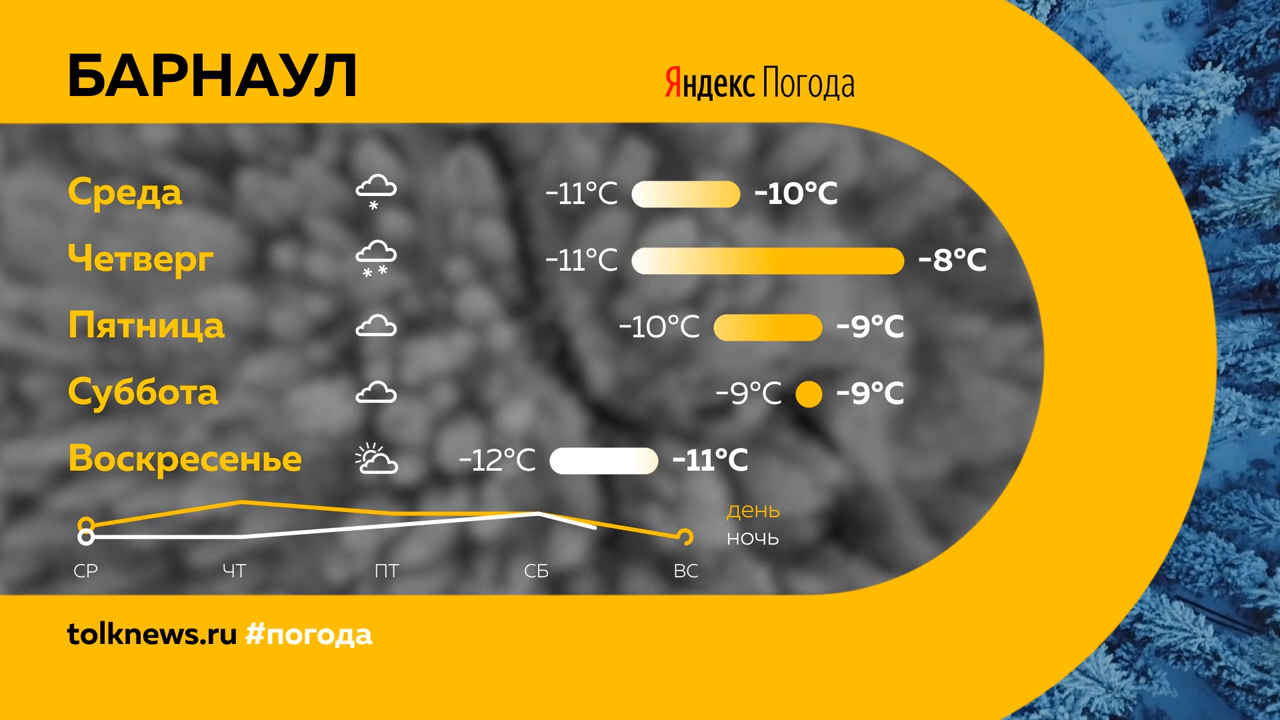 БАРНАУЛ
Яндекс Погода
Среда -11°C -10°C
Четверг -11°C -8°C
Пятница -10°C -9°C
Суббота -9°C -9°C
Воскресенье -12°C -11°C
день
ночь
СР ЧТ ПТ СБ ВС
tolknews.ru #погода